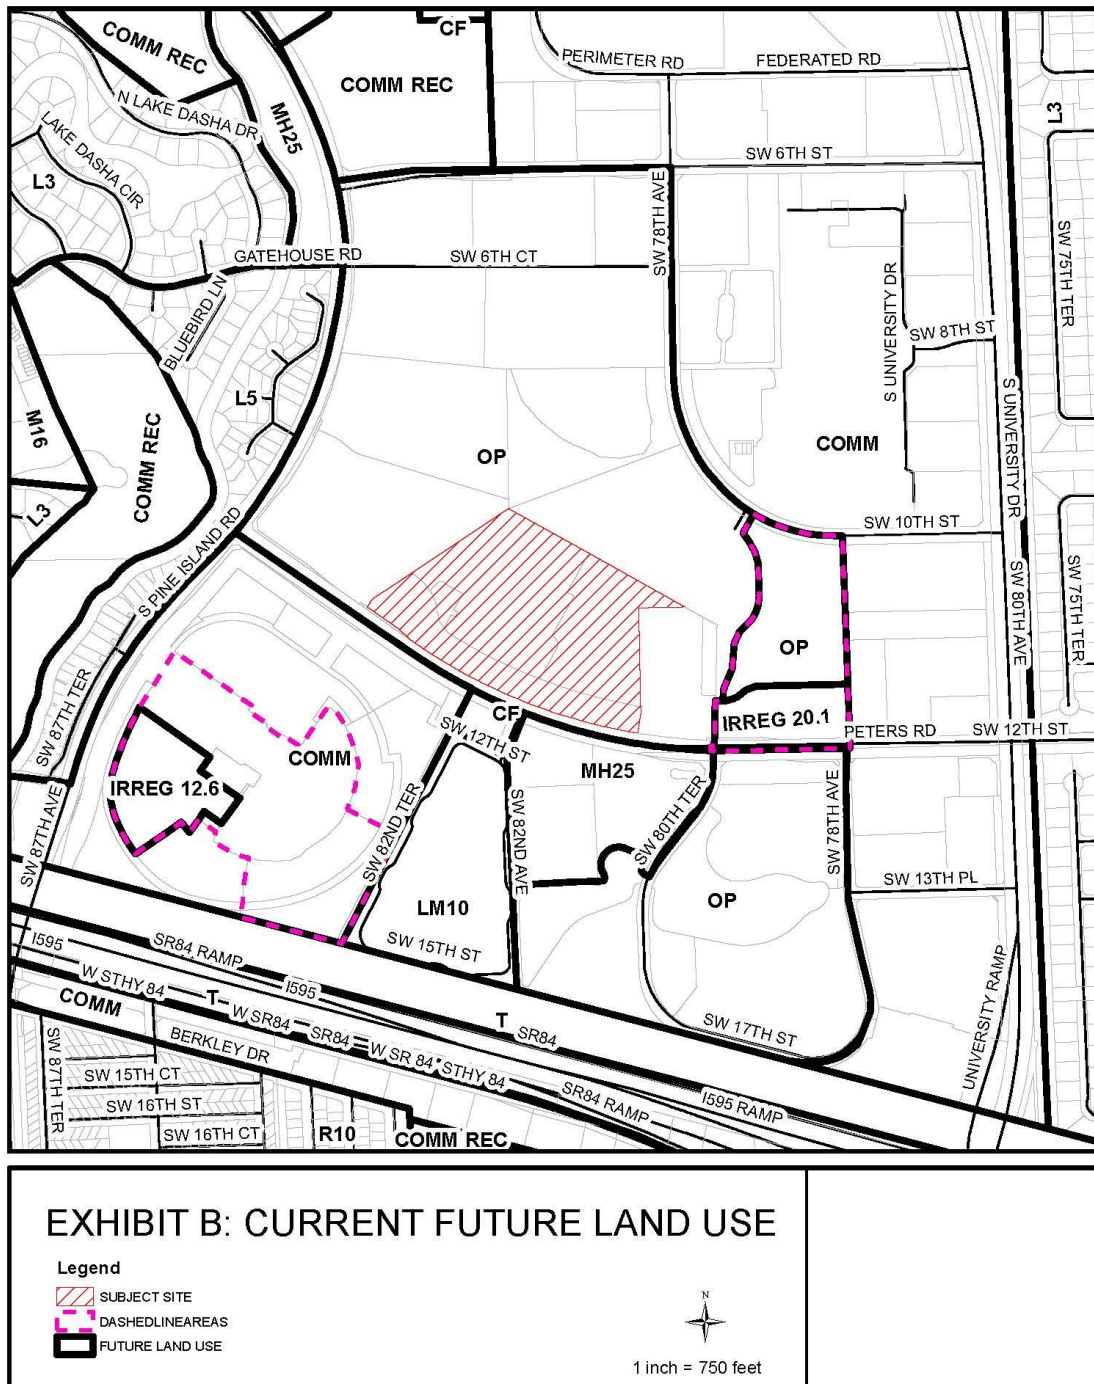 CF
COMM REC
COMM REC
PERIMETER RD
FEDERATED RD
N LAKE DASHA DR
MH25
L3
LAKE DASHA CIR
L3
SW 6TH ST
SW 78TH AVE
GATEHOUSE RD
SW 6TH CT
SW 75TH TER
S UNIVERSITY DR
SW 8TH ST
BLUEBIRD LN
L5
M16
COMM REC
OP
COMM
S UNIVERSITY DR
L3
SW 10TH ST
S PINE ISLAND RD
SW 80TH AVE
SW 75TH TER
OP
SW 87TH TER
CF
SW 12TH ST
IRREG 20.1
PETERS RD
SW 12TH ST
COMM
MH25
IRREG 12.6
SW 87TH AVE
SW 82ND TER
SW 82ND AVE
SW 80TH TER
SW 78TH AVE
SW 13TH PL
LM10
OP
SW 15TH ST
I595
SR84 RAMP
I595
W STHY 84
T
W SR84
SR84
W SR 84
STHY 84
T
SR84
SW 17TH ST
UNIVERSITY RAMP
COMM
BERKLEY DR
SR84 RAMP
I595 RAMP
SW 87TH TER
SW 15TH CT
SW 16TH ST
SW 16TH CT
R10
COMM REC
EXHIBIT B: CURRENT FUTURE LAND USE
Legend
SUBJECT SITE
DASHEDLINEAREAS
FUTURE LAND USE
N
1 inch = 750 feet